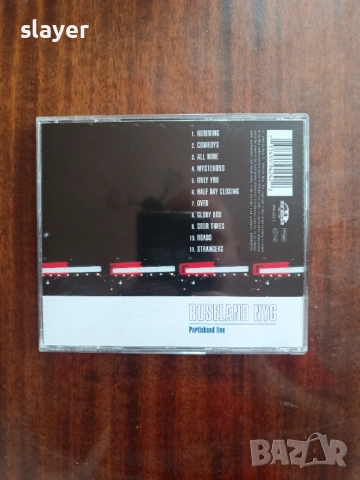 slayer
1. HUMMING
2. COWBOYS
3. ALL MINE
4. MYSTERONS
5. ONLY YOU
6. HALF DAY CLOSING
7. OVER
8. GLORY BOX
9. SOUR TIMES
10. ROADS
11. STRANGERS
ROSELAND NYC
Portishead live
BAZAR